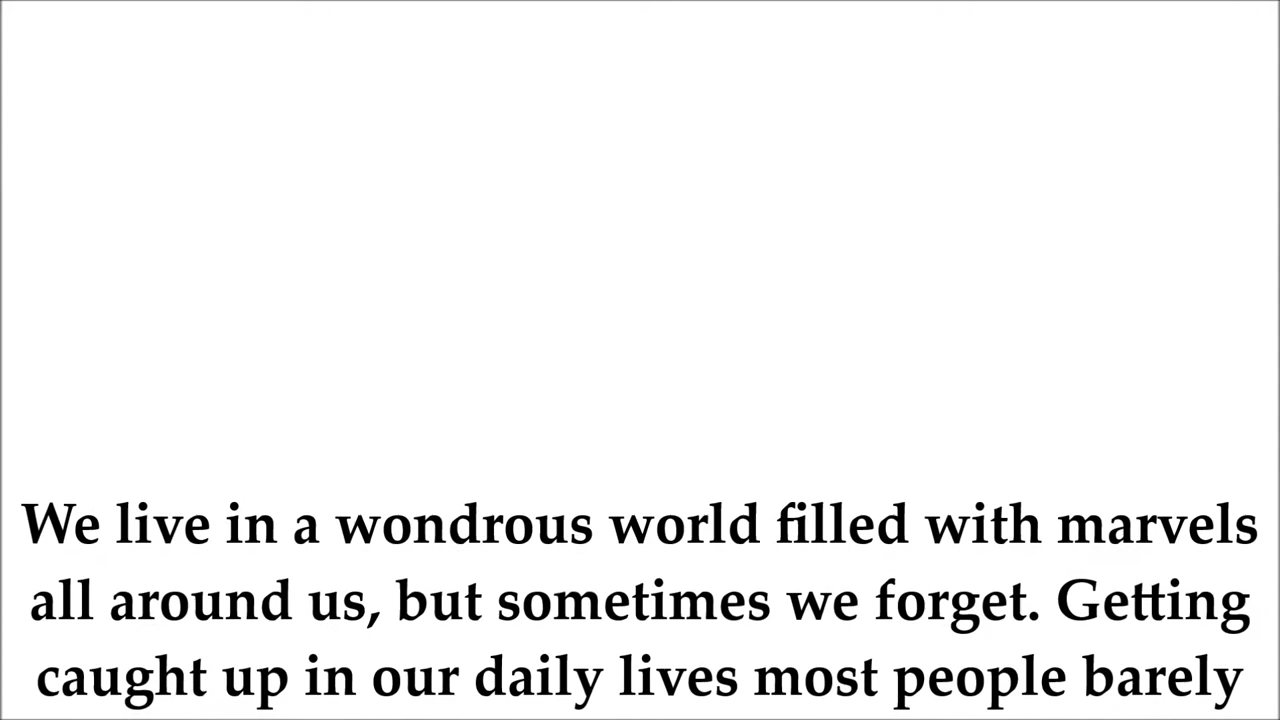 We live in a wondrous world filled with marvels
all around us, but sometimes we forget. Getting
caught up in our daily lives most people barely